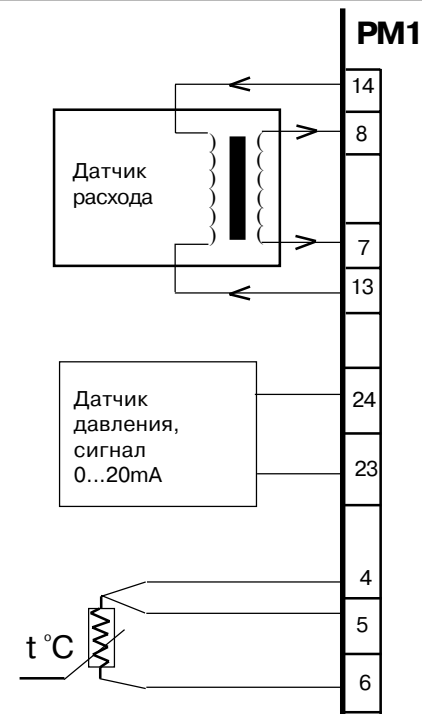 PM1
14
8
Датчик
расхода
7
13
Датчик
давления,
сигнал
0...20mA
24
23
4
5
t °C
6